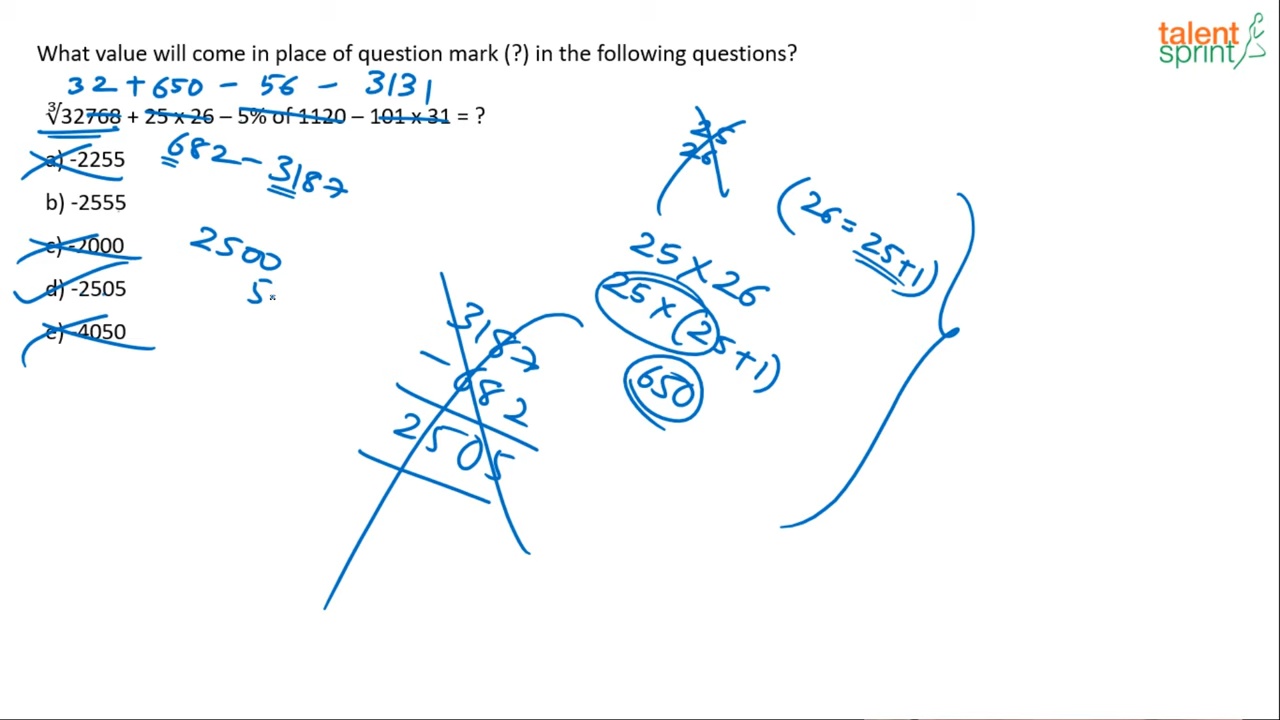 talent
sprint
What value will come in place of question mark (?) in the following questions?
32 + 650 - 56 - 3131
∛32768 + 25 x 26 – 5% of 1120 – 101 x 31 = ?
a) -2255
682 - 3187
b) -2555
c) -2000
2500
d) -2505
5
e) -4050
25
26
(26 = 25+1)
25 x 26
25 x (25+1)
650
3187
- 682
2505